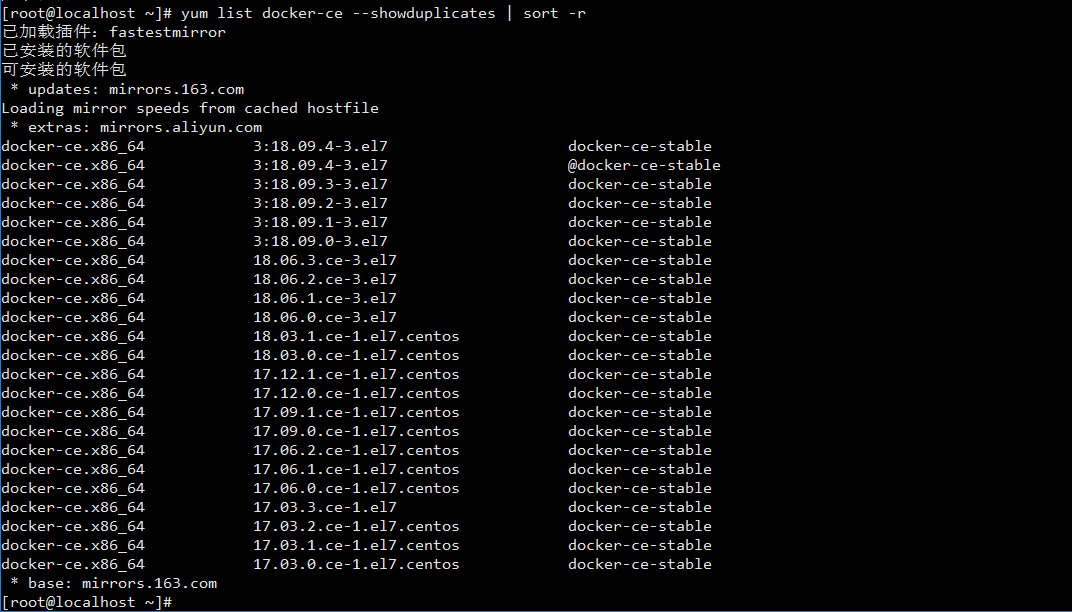 [root@localhost ~]# yum list docker-ce --showduplicates | sort -r
已加载插件：fastestmirror
已安装的软件包
可安装的软件包
 * updates: mirrors.163.com
Loading mirror speeds from cached hostfile
 * extras: mirrors.aliyun.com
docker-ce.x86_64            3:18.09.4-3.el7                    docker-ce-stable
docker-ce.x86_64            3:18.09.4-3.el7                    @docker-ce-stable
docker-ce.x86_64            3:18.09.3-3.el7                    docker-ce-stable
docker-ce.x86_64            3:18.09.2-3.el7                    docker-ce-stable
docker-ce.x86_64            3:18.09.1-3.el7                    docker-ce-stable
docker-ce.x86_64            3:18.09.0-3.el7                    docker-ce-stable
docker-ce.x86_64            18.06.3.ce-3.el7                   docker-ce-stable
docker-ce.x86_64            18.06.2.ce-3.el7                   docker-ce-stable
docker-ce.x86_64            18.06.1.ce-3.el7                   docker-ce-stable
docker-ce.x86_64            18.06.0.ce-3.el7                   docker-ce-stable
docker-ce.x86_64            18.03.1.ce-1.el7.centos            docker-ce-stable
docker-ce.x86_64            18.03.0.ce-1.el7.centos            docker-ce-stable
docker-ce.x86_64            17.12.1.ce-1.el7.centos            docker-ce-stable
docker-ce.x86_64            17.12.0.ce-1.el7.centos            docker-ce-stable
docker-ce.x86_64            17.09.1.ce-1.el7.centos            docker-ce-stable
docker-ce.x86_64            17.09.0.ce-1.el7.centos            docker-ce-stable
docker-ce.x86_64            17.06.2.ce-1.el7.centos            docker-ce-stable
docker-ce.x86_64            17.06.1.ce-1.el7.centos            docker-ce-stable
docker-ce.x86_64            17.06.0.ce-1.el7.centos            docker-ce-stable
docker-ce.x86_64            17.03.3.ce-1.el7                   docker-ce-stable
docker-ce.x86_64            17.03.2.ce-1.el7.centos            docker-ce-stable
docker-ce.x86_64            17.03.1.ce-1.el7.centos            docker-ce-stable
docker-ce.x86_64            17.03.0.ce-1.el7.centos            docker-ce-stable
 * base: mirrors.163.com
[root@localhost ~]#